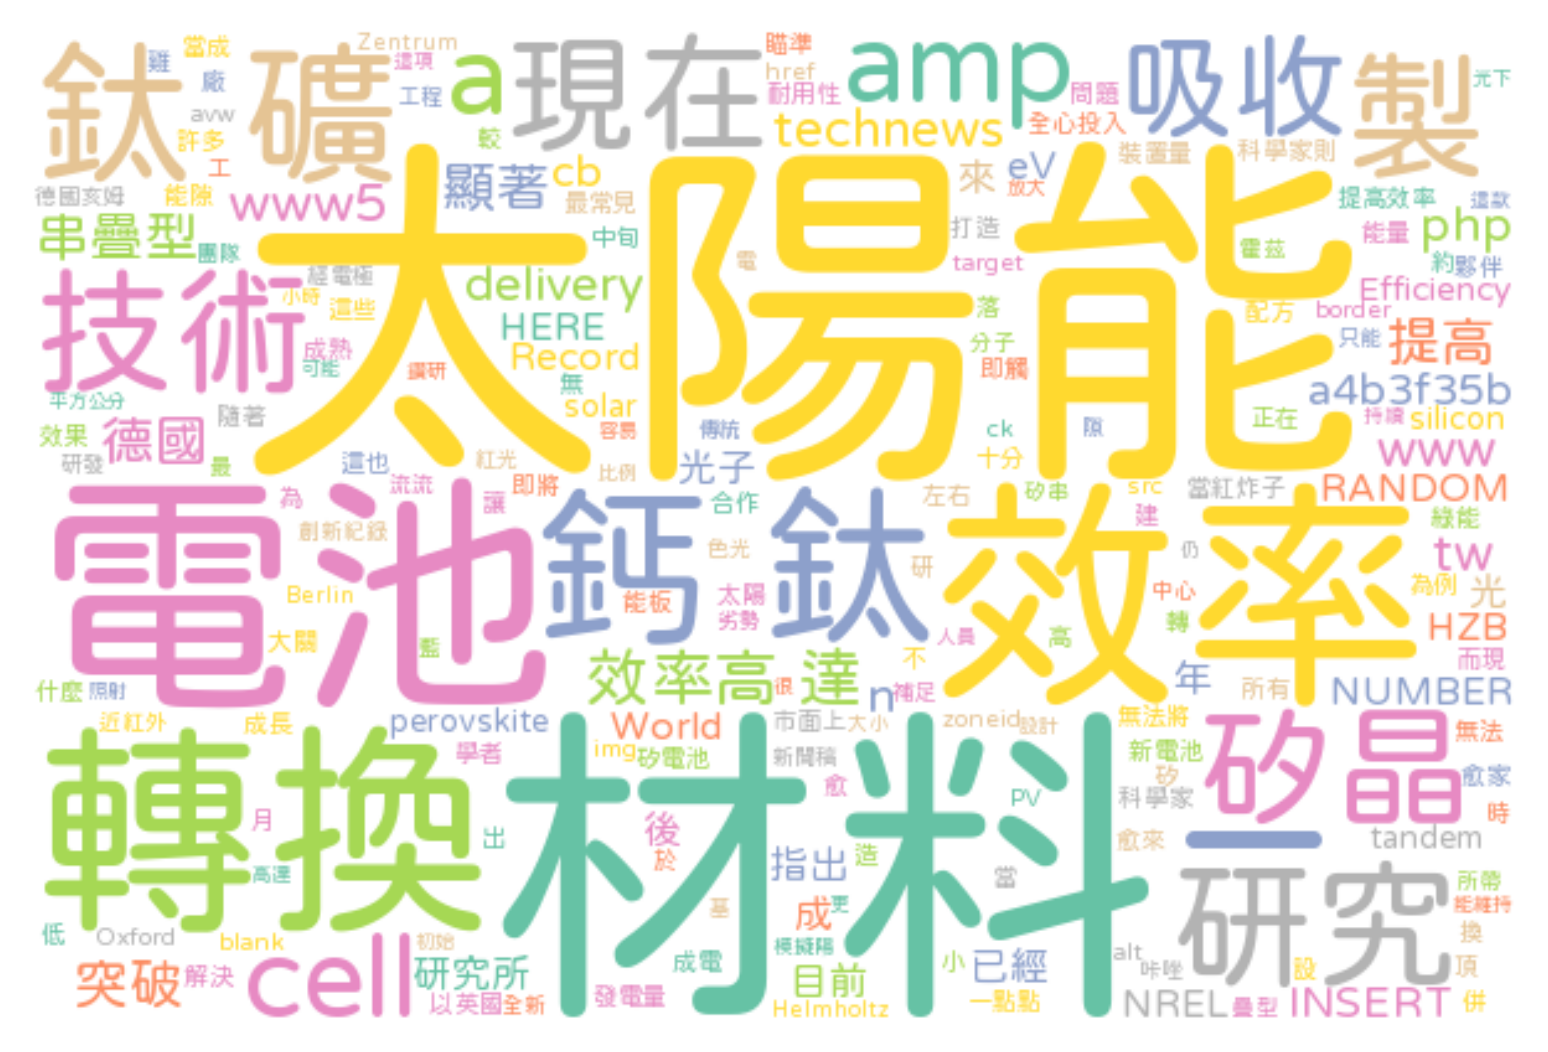 鈦
雞
當成
廠
avw
許多
工
礦
Zentrum
這項
工程
a
較
現在
瞄準
href
耐用性
amp
technews
問題
全心投入
吸收
製
元下
德國亥姆
能隙
www5
顯著
cb
最常見
來
eV
放大
裝置量
科學家則
提高效率
這款
串疊型
團隊
太陽能
中旬
電
打造
target
霍茲
能量
php
約
夥伴
技術
經電極
小時
這些
成熟
可能
鑽研
delivery
HERE
Record
無
solar
容易
落
分子
即觸
配方
Efficiency
border
只能
提高
a4b3f35b
平方公分
效果
德國
隨著
研發
最
這也
紅光
比例
傳統
光子
ck
十分
隙
正在
持續
silicon
www
電池
為
流流
讓
即將
創新紀錄
Berlin
大關
藍
鈣鈦
合作
色光
能板
太陽
劣勢
左右
研
人員
矽串
src
建
當紅炸子
RANDOM
效率
仍
中心
轉
高
綠能
tw
為例
光
HZB
而現
什麼
照射
效率高達
很
n
補足
不
年
所有
NUMBER
近紅外
成長
perovskite
學者
World
img
矽電池
市面上
大小
新聞稿
愈
zoneid
設計
無法將
新電池
矽
科學家
矽晶
無法
愈家
時
轉換
月
高達
出
材料
後
於
指出
造
PV
當
愈來
一
tandem
研究
所帶
能維持
換
頂
低
Oxford
blank
初始
突破
解決
cell
研究所
以英國
全新
發電量
成電
墓
成
更
模擬陽
目前
Helmholtz
小
已經
一點點
alt
咔唑
NREL
疊型
設
INSERT
併